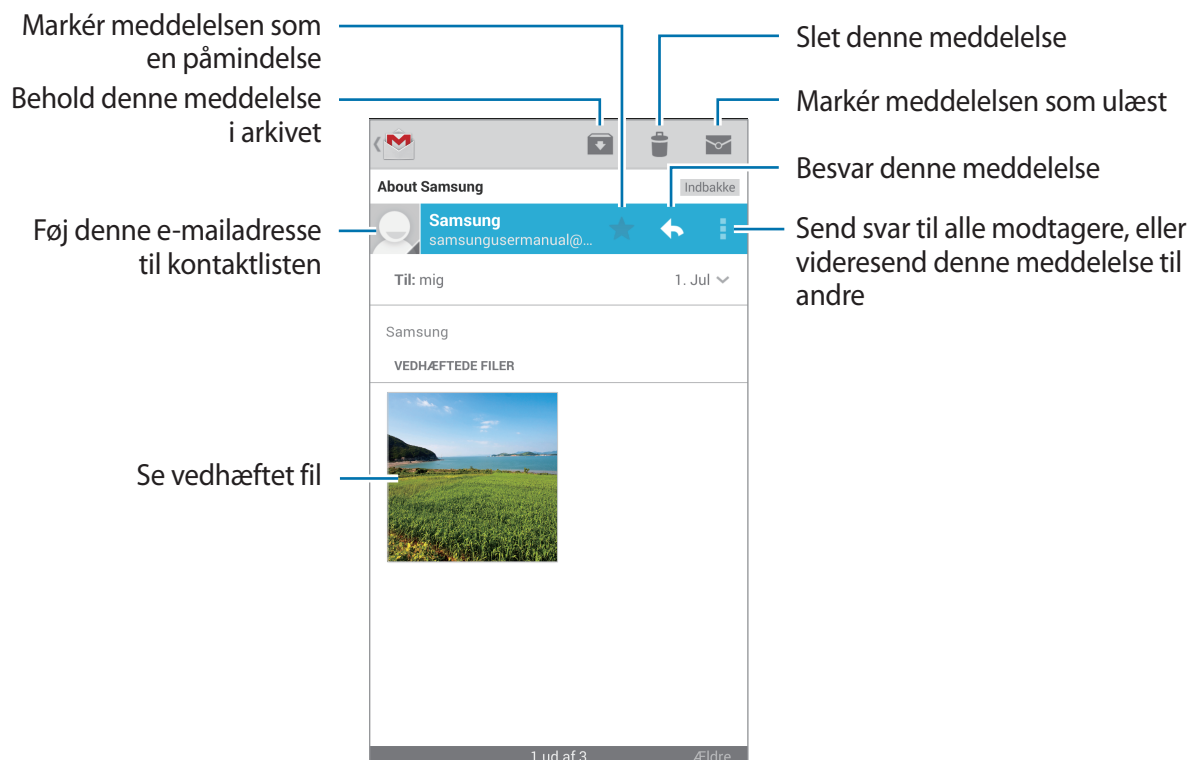 Markér meddelelsen som
en påmindelse
Behold denne meddelelse
i arkivet
Føj denne e-mailadresse
til kontaktlisten
Se vedhæftet fil
Slet denne meddelelse
Markér meddelelsen som ulæst
Besvar denne meddelelse
Send svar til alle modtagere, eller
videresend denne meddelelse til
andre
About Samsung
Indbakke
Samsung
samsungusermanual@...
Til: mig
1. Jul
Samsung
VEDHÆFTEDE FILER
1 ud af 3
Ældre